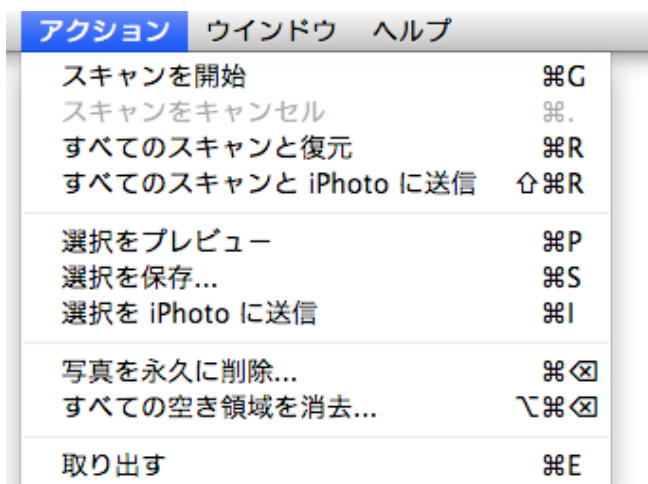 アクション ウインドウ ヘルプ
スキャンを開始 ⌘G
スキャンをキャンセル ⌘.
すべてのスキャンと復元 ⌘R
すべてのスキャンと iPhoto に送信 ⇧⌘R
選択をプレビュー ⌘P
選択を保存... ⌘S
選択を iPhoto に送信 ⌘I
写真を永久に削除... ⌘⌫
すべての空き領域を消去... ⌥⌘⌫
取り出す ⌘E